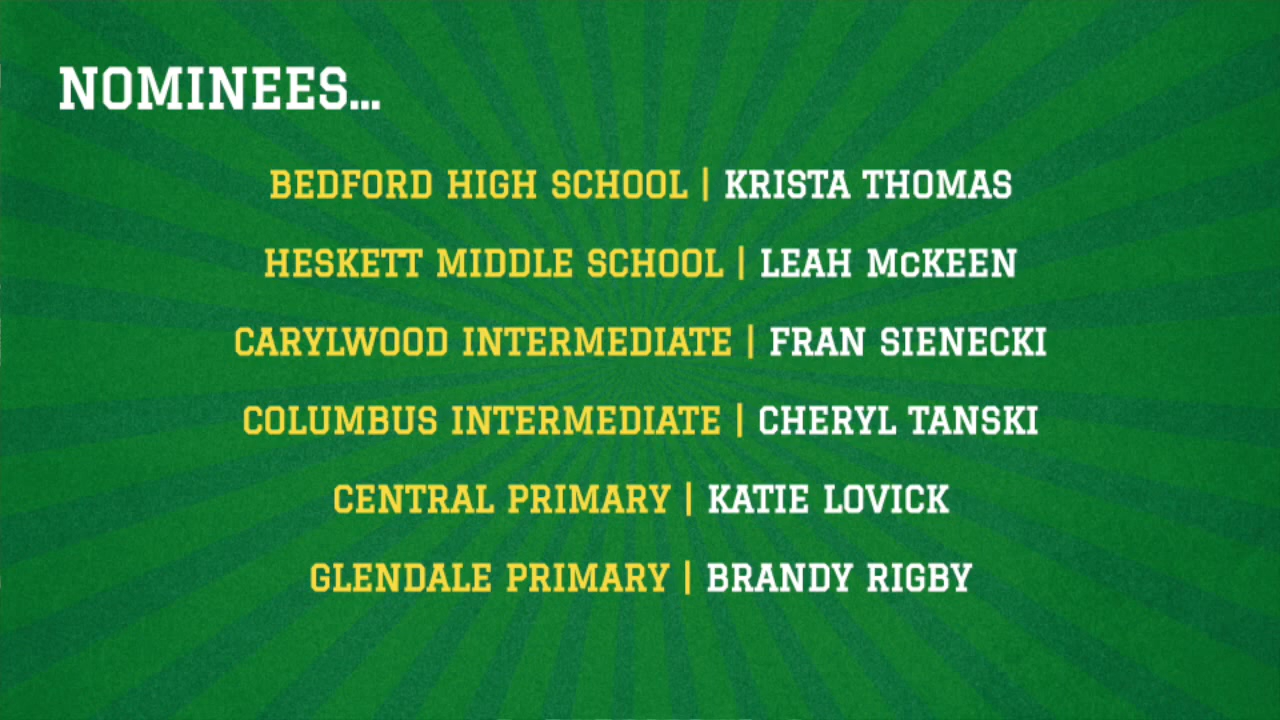 NOMINEES...
BEDFORD HIGH SCHOOL | KRISTA THOMAS
HESKETT MIDDLE SCHOOL | LEAH McKEEN
CARYLWOOD INTERMEDIATE | FRAN SIENECKI
COLUMBUS INTERMEDIATE | CHERYL TANSKI
CENTRAL PRIMARY | KATIE LOVICK
GLENDALE PRIMARY | BRANDY RIGBY